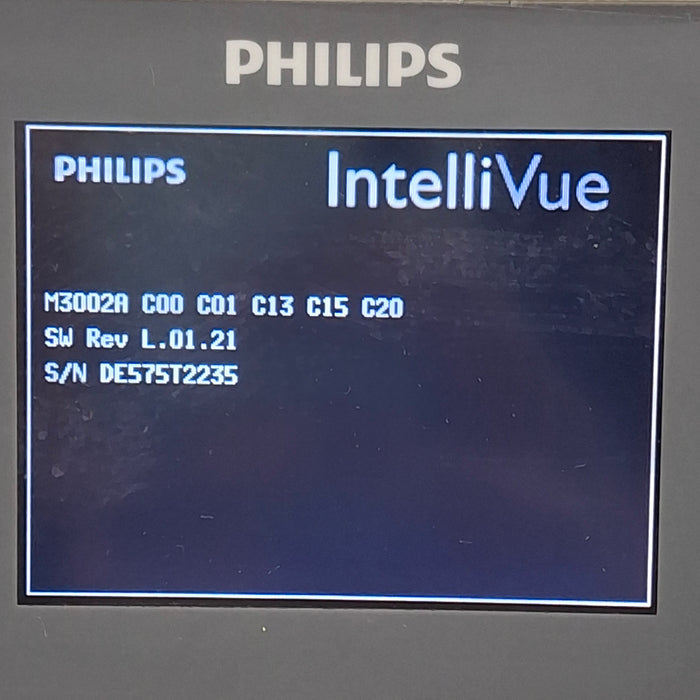 PHILIPS
PHILIPS IntelliVue
M3002A C00 C01 C13 C15 C20
SW Rev L.01.21
S/N DE575T2235